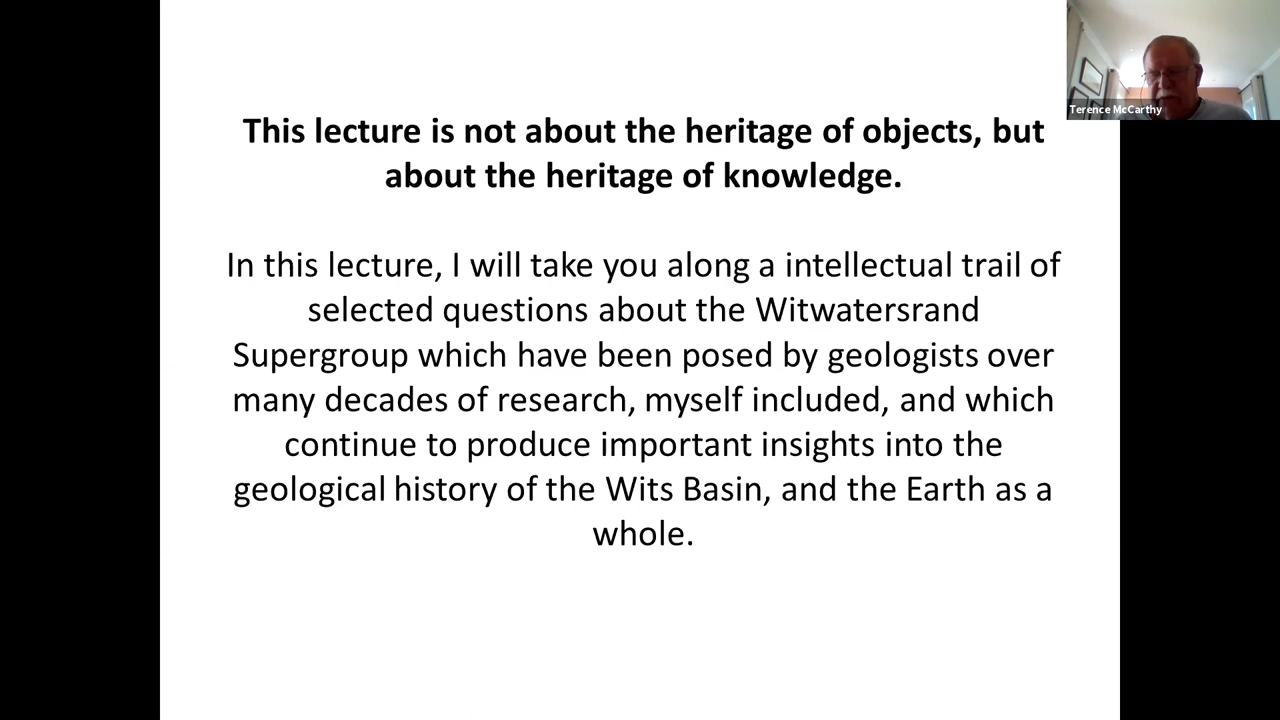 This lecture is not about the heritage of objects, but
about the heritage of knowledge.
In this lecture, I will take you along a intellectual trail of
selected questions about the Witwatersrand
Supergroup which have been posed by geologists over
many decades of research, myself included, and which
continue to produce important insights into the
geological history of the Wits Basin, and the Earth as a
whole.
Terence McCarthy